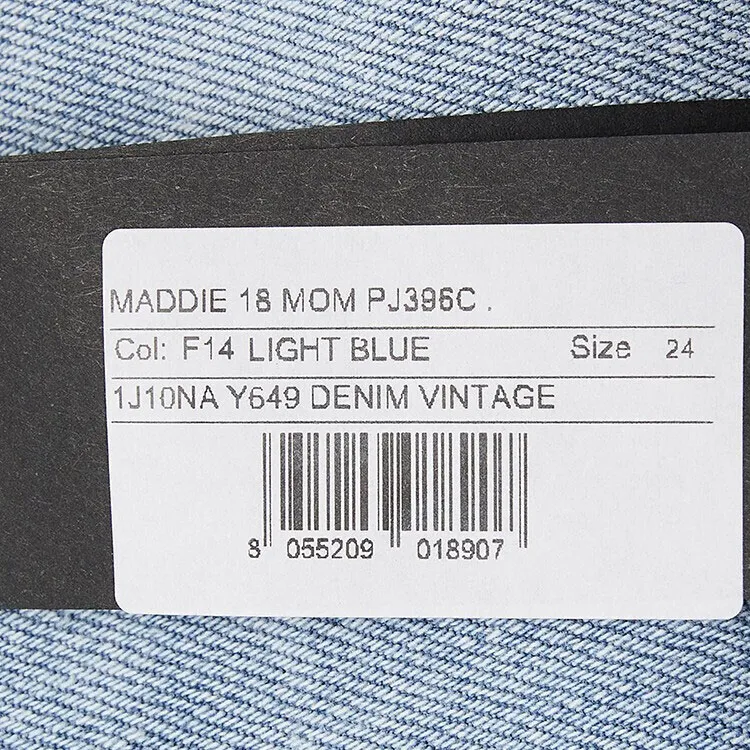 MADDIE 18 MOM PJ396C .
Col: F14 LIGHT BLUE Size 24
1J10NA Y649 DENIM VINTAGE
8 055209 018907